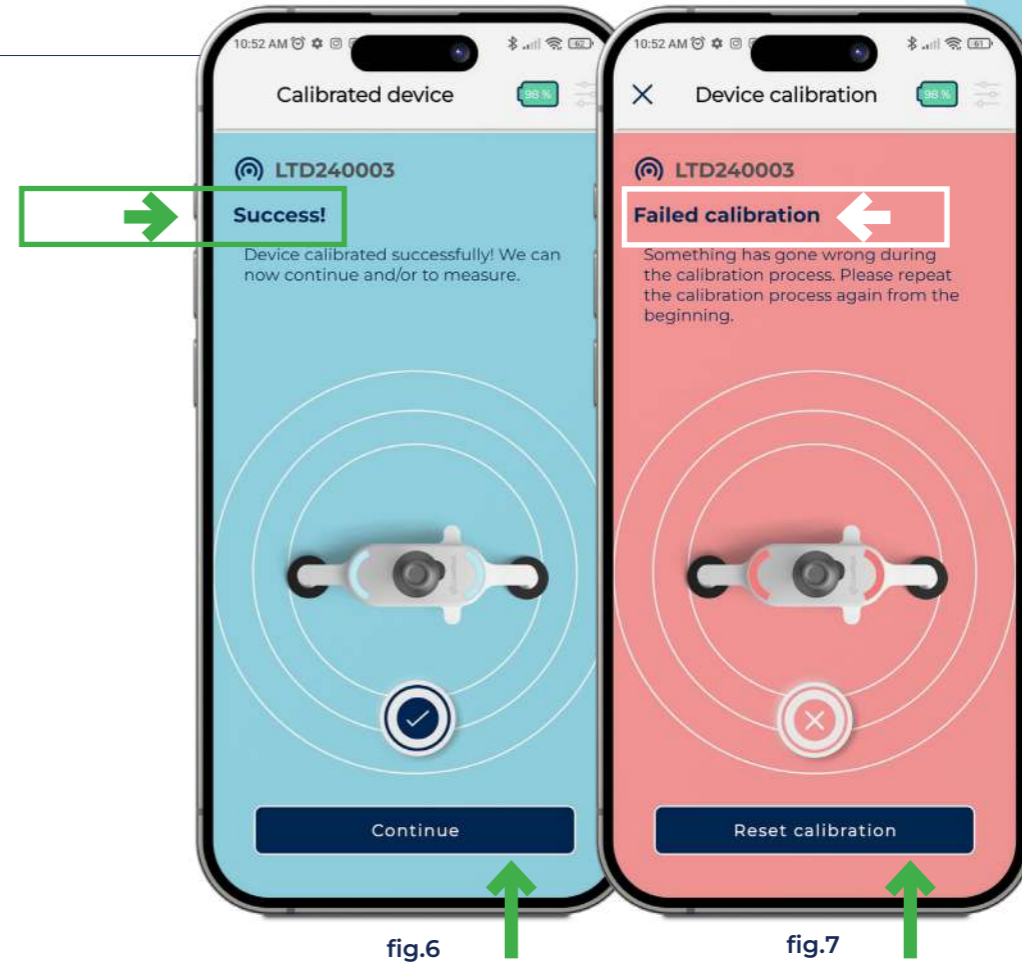 10:52 AM
62
Calibrated device
98 %
LTD240003
Success!
Device calibrated successfully! We can
now continue and/or to measure.
Continue
fig.6
10:52 AM
61
Device calibration
98 %
LTD240003
Failed calibration
Something has gone wrong during
the calibration process. Please repeat
the calibration process again from the
beginning.
Reset calibration
fig.7